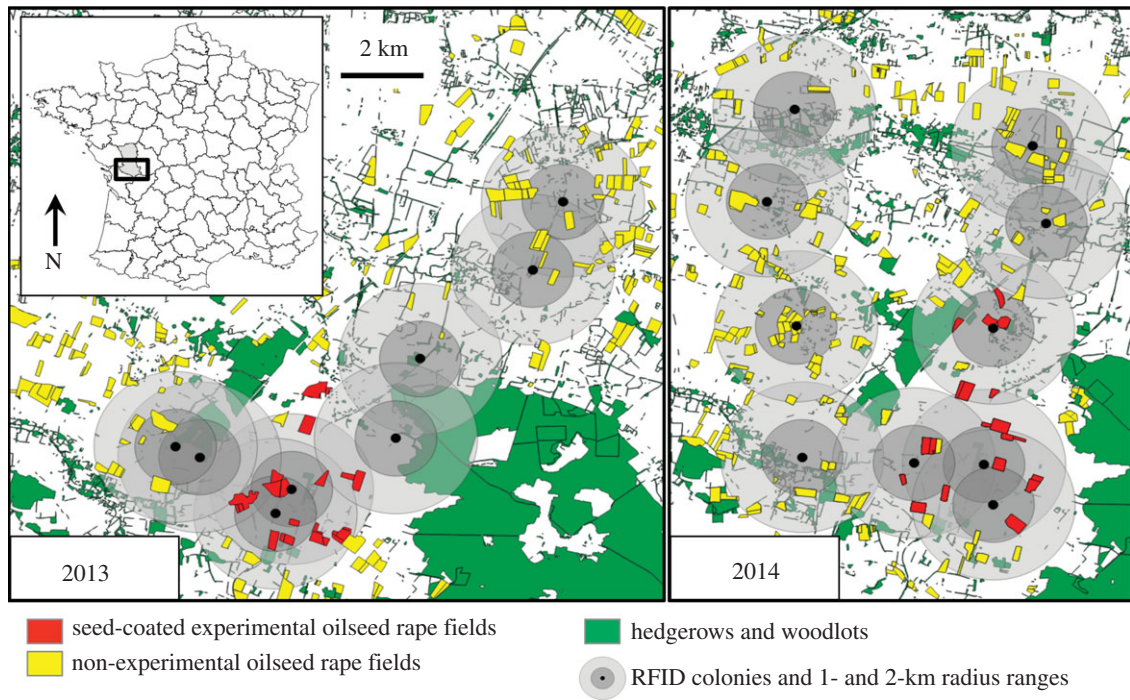 2 km
N
2013
2014
seed-coated experimental oilseed rape fields
non-experimental oilseed rape fields
hedgerows and woodlots
RFID colonies and 1- and 2-km radius ranges